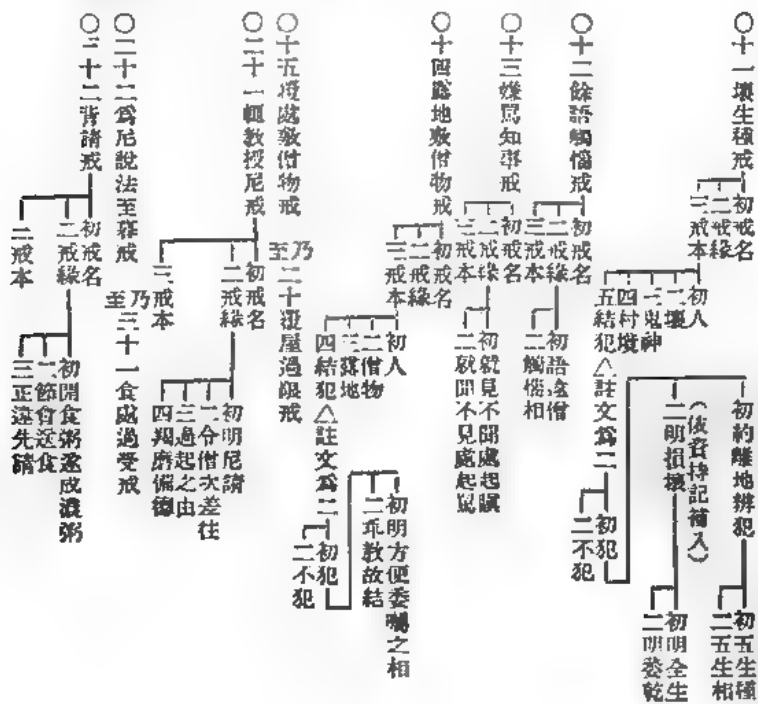 ○十一壞生種戒
初戒名
二戒緣
三戒本
初人
二壞
三鬼神
四村
五結犯△註文爲二
初犯
二不犯
初約離地辨犯
(依資持記補入)
二明損壞
初五生種
二五生相
初明全生
二明萎乾
○十二餘語觸惱戒
初戒名
二戒緣
三戒本
初語遶僧
二觸惱相
○十三嫌罵知事戒
初戒名
二戒緣
三戒本
初就見不聞處起瞋
二就聞不見處起罵
○十四露地敷僧物戒
初戒名
二戒緣
三戒本
初人
二僧物
三露地
四結犯△註文爲二
初犯
二不犯
初明方便委囑之相
二乖教故結
○十五覆處敷僧物戒
乃至二十覆屋過限戒
○二十一輒教授尼戒
初戒名
二戒緣
三戒本
初明尼請
二令僧次差往
三過起之由
四羯磨備德
○二十二爲尼說法至暮戒
乃至三十一食處過受戒
○三十二背請戒
初戒名
二戒緣
三戒本
初開食粥遂成濃粥
二節會送食
三正違先請